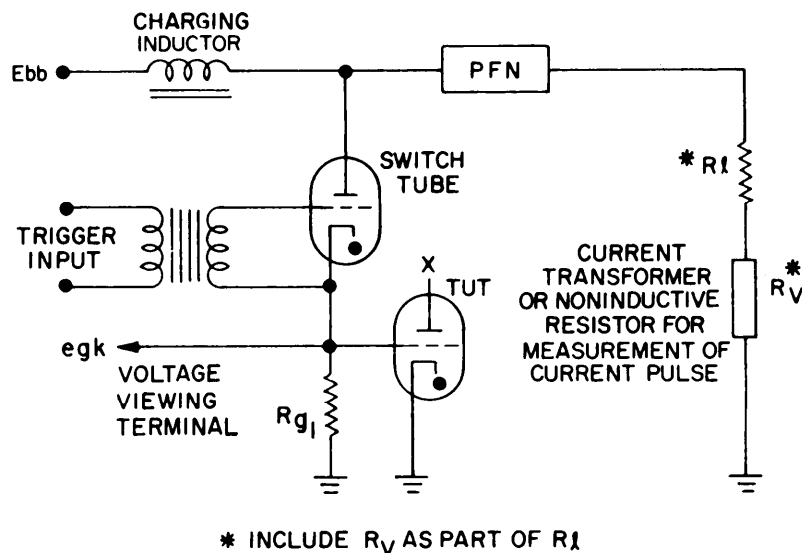 CHARGING
INDUCTOR
Ebb
PFN
SWITCH
TUBE
* Rl
TRIGGER
INPUT
X
TUT
CURRENT
TRANSFORMER
OR NONINDUCTIVE
RESISTOR FOR
MEASUREMENT OF
CURRENT PULSE
RV*
egk
VOLTAGE
VIEWING
TERMINAL
Rg1
* INCLUDE RV AS PART OF Rl